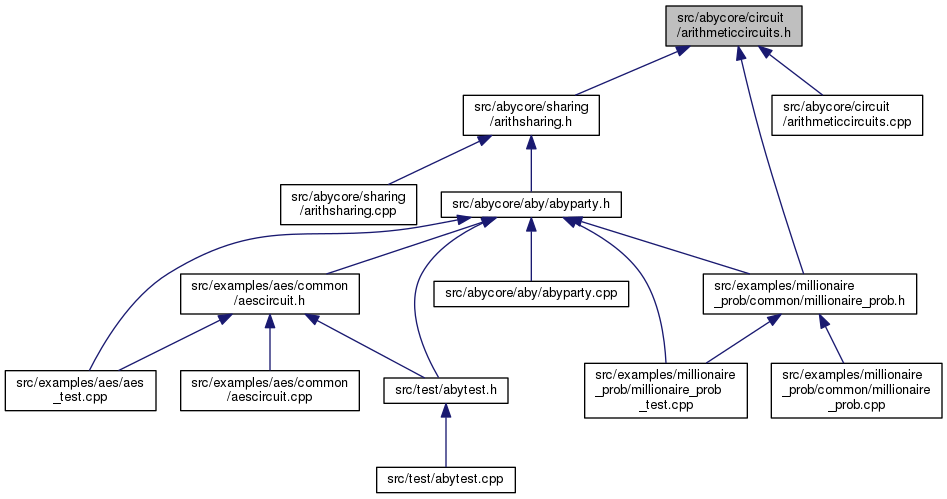 src/abycore/circuit
/arithmeticcircuits.h
src/abycore/sharing
/arithsharing.h
src/abycore/circuit
/arithmeticcircuits.cpp
src/abycore/sharing
/arithsharing.cpp
src/abycore/aby/abyparty.h
src/examples/aes/common
/aescircuit.h
src/abycore/aby/abyparty.cpp
src/examples/millionaire
_prob/common/millionaire_prob.h
src/examples/aes/aes
_test.cpp
src/examples/aes/common
/aescircuit.cpp
src/test/abytest.h
src/examples/millionaire
_prob/millionaire_prob
_test.cpp
src/examples/millionaire
_prob/common/millionaire
_prob.cpp
src/test/abytest.cpp